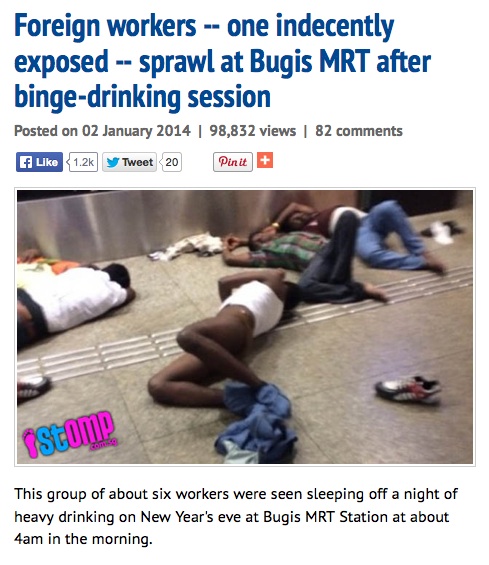 Foreign workers -- one indecently
exposed -- sprawl at Bugis MRT after
binge-drinking session
Posted on 02 January 2014 | 98,832 views | 82 comments
Like 1.2k Tweet 20 Pin it +
iStomp
.com.sg
This group of about six workers were seen sleeping off a night of
heavy drinking on New Year's eve at Bugis MRT Station at about
4am in the morning.